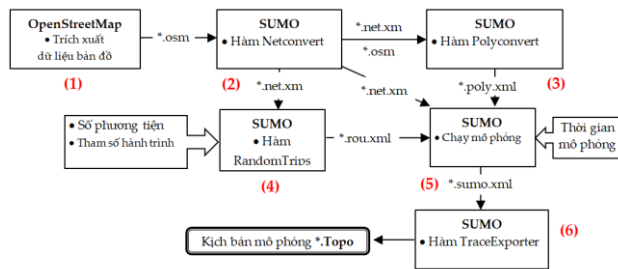 OpenStreetMap
• Trích xuất
dữ liệu bản đồ
(1)
*.osm
SUMO
• Hàm Netconvert
(2)
*.net.xm
*.osm
SUMO
• Hàm Polyconvert
(3)
*.net.xm
*.net.xm
*.poly.xml
• Số phương tiện
• Tham số hành trình
SUMO
• Hàm
RandomTrips
(4)
*.rou.xml
SUMO
• Chạy mô phỏng
(5)
Thời gian
mô phỏng
*.sumo.xml
SUMO
• Hàm TraceExporter
(6)
Kịch bản mô phỏng *.Topo